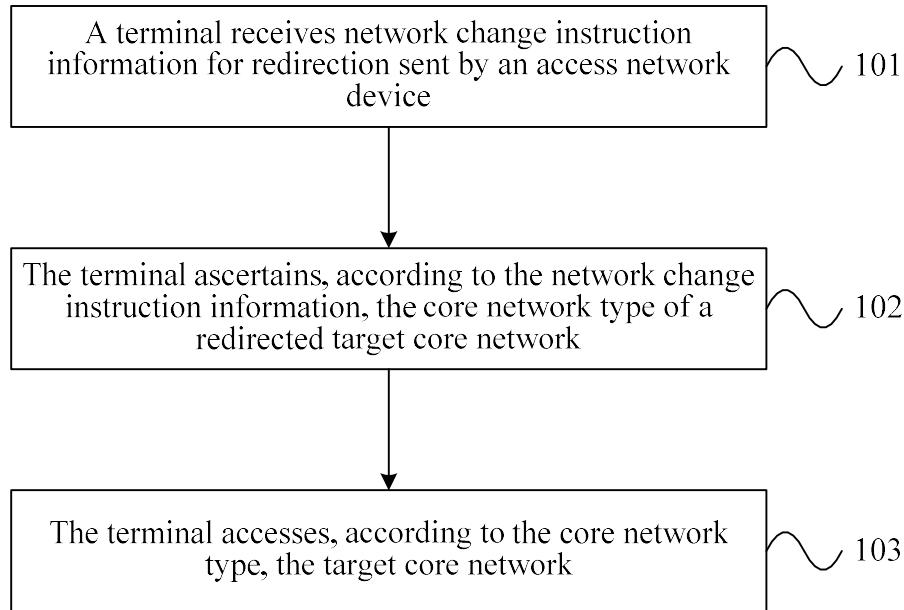 A terminal receives network change instruction
information for redirection sent by an access network
device
101
The terminal ascertains, according to the network change
instruction information, the core network type of a
redirected target core network
102
The terminal accesses, according to the core network
type, the target core network
103